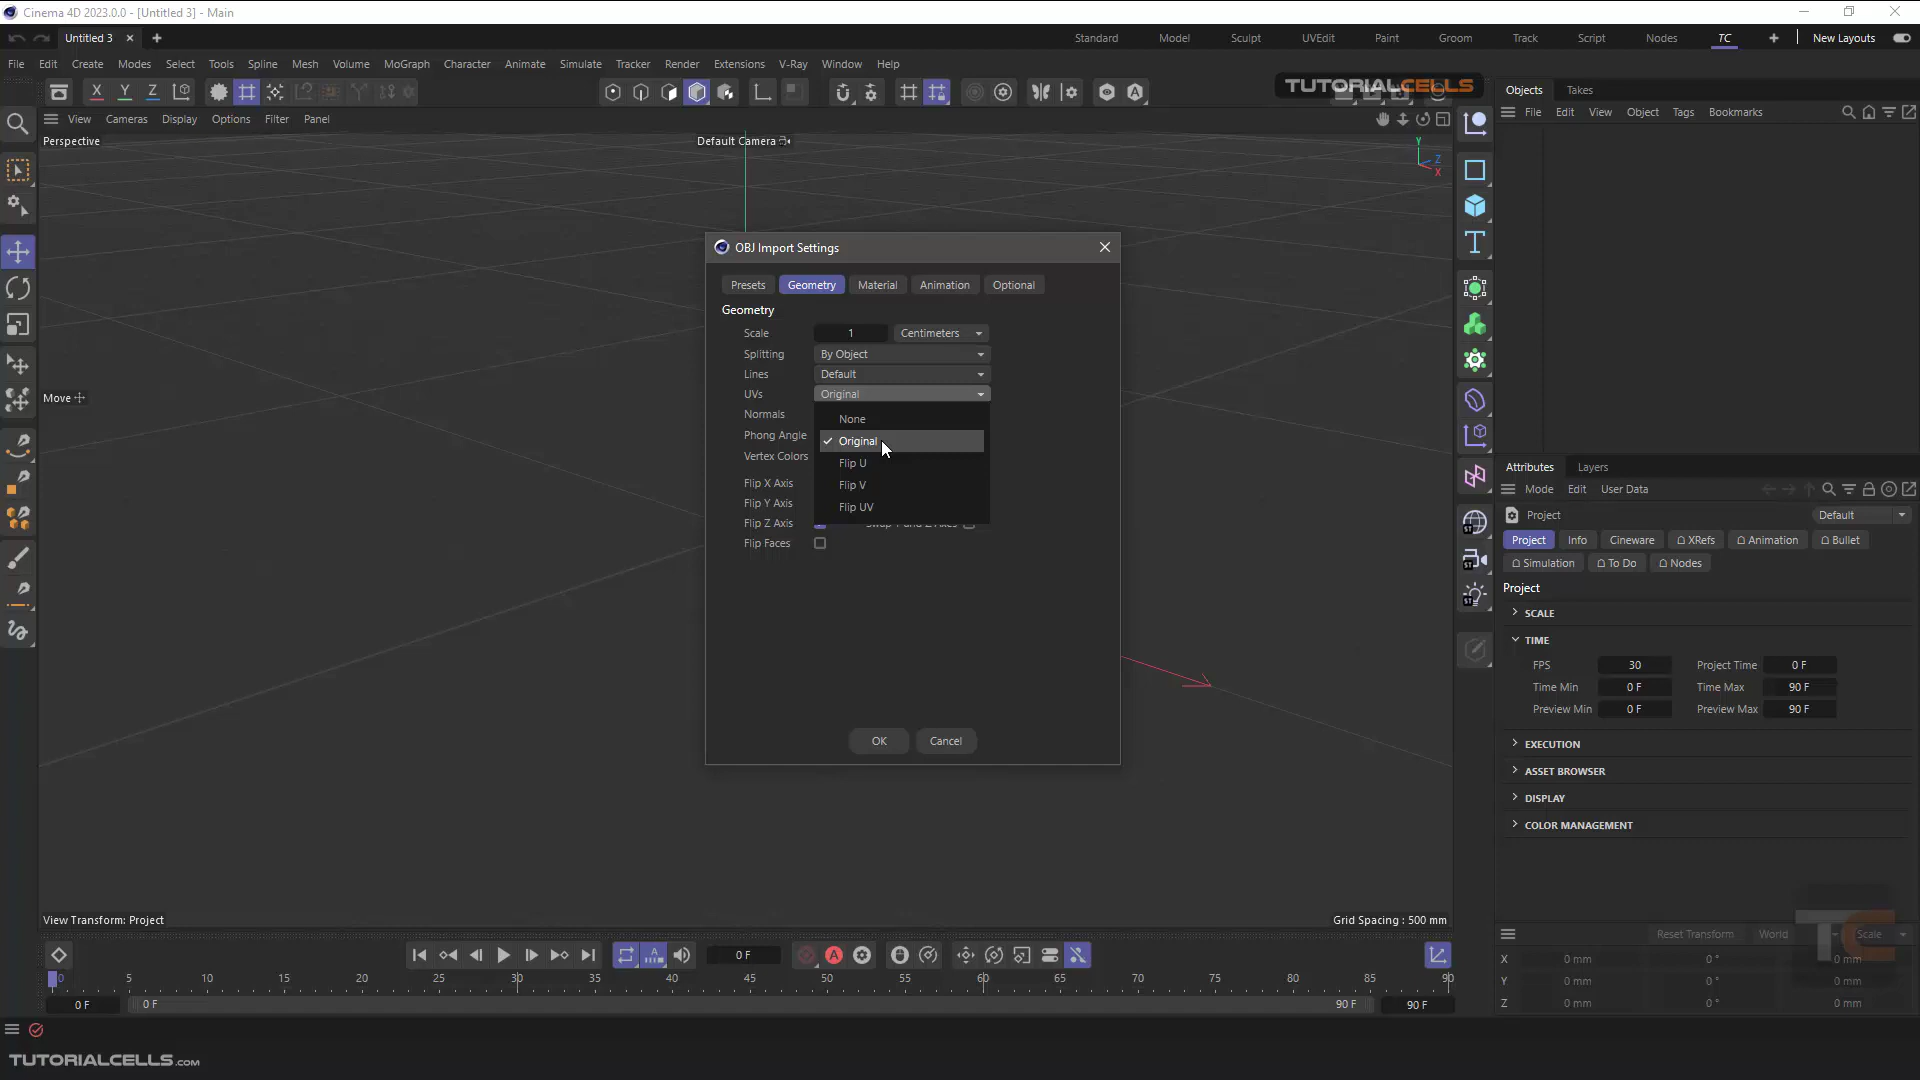 Cinema 4D 2023.0.0 - [Untitled 3] - Main
Untitled 3
Standard Model Sculpt UVEdit Paint Groom Track Script Nodes TC New Layouts
File Edit Create Modes Select Tools Spline Mesh Volume MoGraph Character Animate Simulate Tracker Render Extensions V-Ray Window Help
X Y Z
TUTORIALCELLS
Objects Takes
File Edit View Object Tags Bookmarks
View Cameras Display Options Filter Panel
Perspective
Default Camera
Y
Z
X
Move
OBJ Import Settings
Presets Geometry Material Animation Optional
Geometry
Scale 1 Centimeters
Splitting By Object
Lines Default
UVs Original
Normals
Phong Angle
Vertex Colors
None
Original
Flip U
Flip V
Flip UV
Flip X Axis
Flip Y Axis
Flip Z Axis
Flip Faces
OK Cancel
Attributes Layers
Mode Edit User Data
Project Default
Project Info Cineware XRefs Animation Bullet
Simulation To Do Nodes
Project
SCALE
TIME
FPS 30 Project Time 0 F
Time Min 0 F Time Max 90 F
Preview Min 0 F Preview Max 90 F
EXECUTION
ASSET BROWSER
DISPLAY
COLOR MANAGEMENT
View Transform: Project
Grid Spacing : 500 mm
Reset Transform World Scale
X 0 mm 0 ° 0 mm
Y 0 mm 0 ° 0 mm
Z 0 mm 0 ° 0 mm
TC
0 F
0 5 10 15 20 25 30 35 40 45 50 55 60 65 70 75 80 85 90
0 F 0 F 90 F 90 F
TUTORIALCELLS.COM